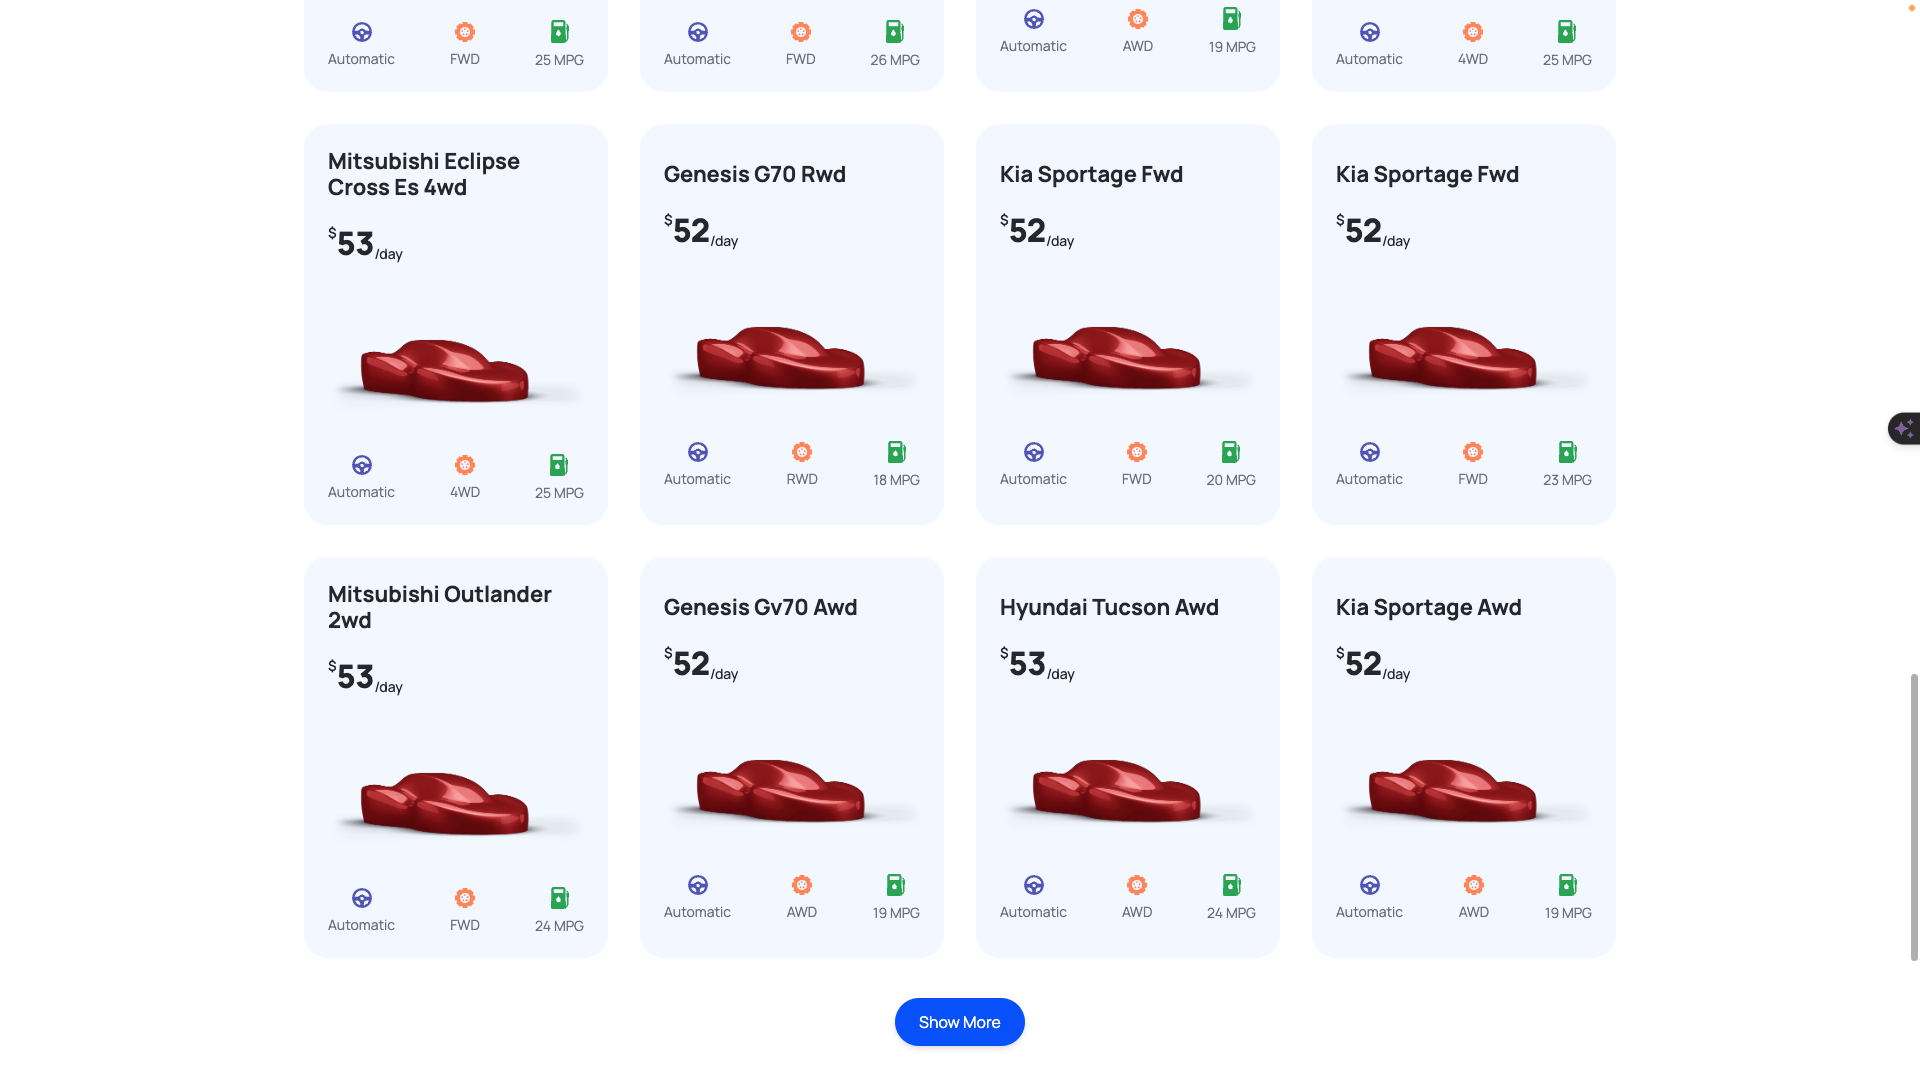 Automatic FWD 25 MPG
Automatic FWD 26 MPG
Automatic AWD 19 MPG
Automatic 4WD 25 MPG
Mitsubishi Eclipse
Cross Es 4wd
$53/day
Automatic 4WD 25 MPG
Genesis G70 Rwd
$52/day
Automatic RWD 18 MPG
Kia Sportage Fwd
$52/day
Automatic FWD 20 MPG
Kia Sportage Fwd
$52/day
Automatic FWD 23 MPG
Mitsubishi Outlander
2wd
$53/day
Automatic FWD 24 MPG
Genesis Gv70 Awd
$52/day
Automatic AWD 19 MPG
Hyundai Tucson Awd
$53/day
Automatic AWD 24 MPG
Kia Sportage Awd
$52/day
Automatic AWD 19 MPG
Show More